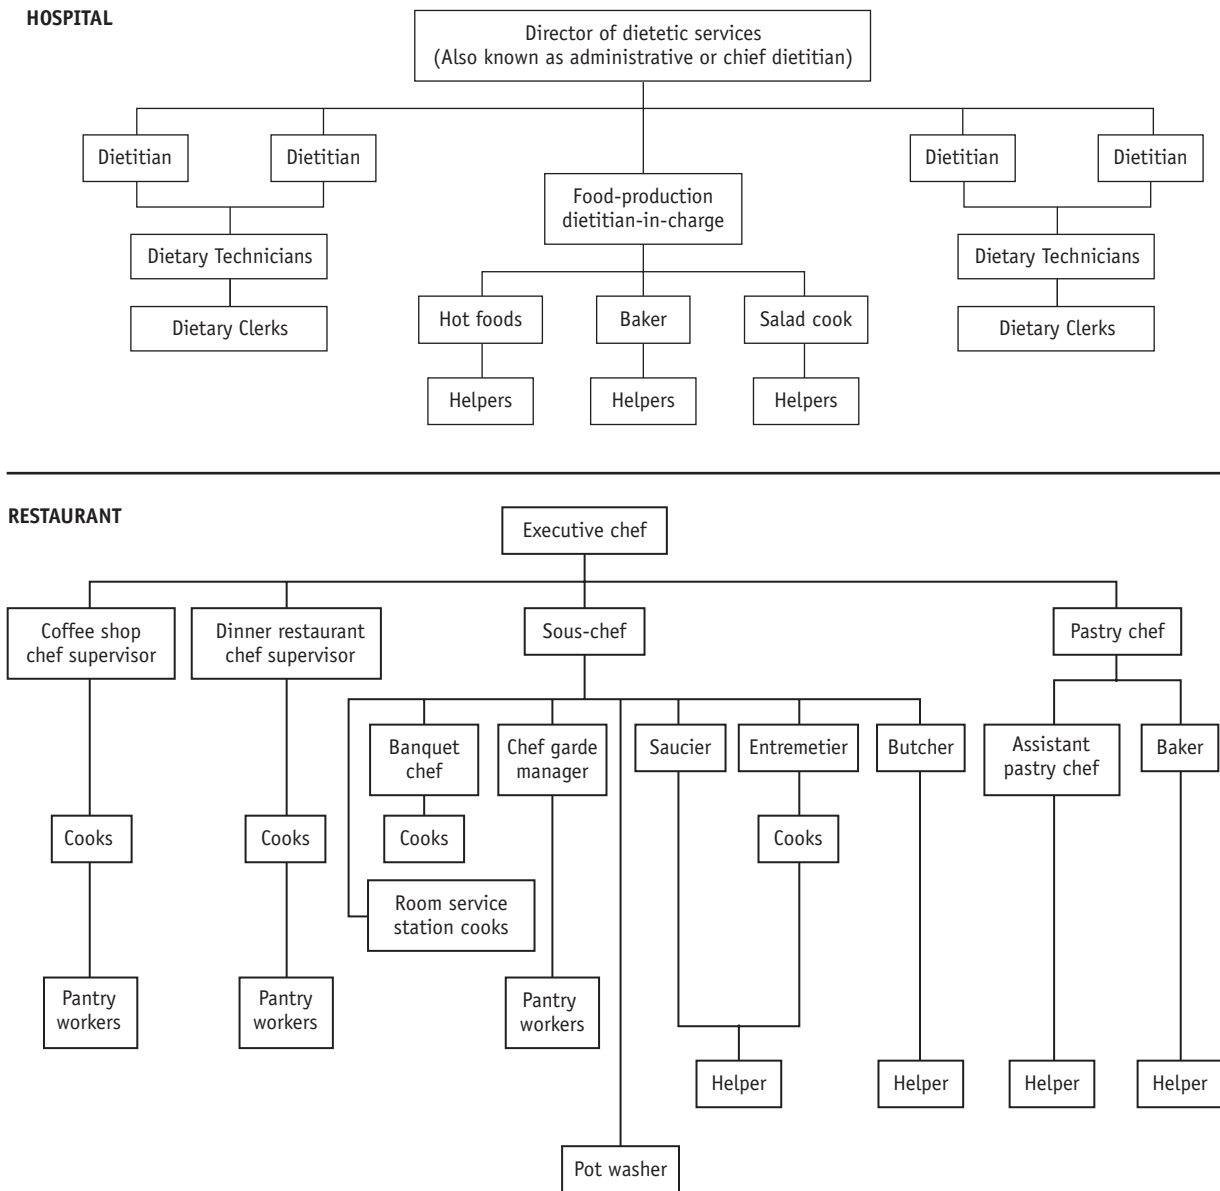 HOSPITAL
Director of dietetic services
(Also known as administrative or chief dietitian)
Dietitian
Dietitian
Dietitian
Dietitian
Food-production
dietitian-in-charge
Dietary Technicians
Dietary Technicians
Dietary Clerks
Hot foods
Baker
Salad cook
Dietary Clerks
Helpers
Helpers
Helpers
RESTAURANT
Executive chef
Coffee shop
chef supervisor
Dinner restaurant
chef supervisor
Sous-chef
Pastry chef
Banquet
chef
Chef garde
manager
Saucier
Entremetier
Butcher
Assistant
pastry chef
Baker
Cooks
Cooks
Cooks
Cooks
Room service
station cooks
Pantry
workers
Pantry
workers
Pantry
workers
Helper
Helper
Helper
Helper
Pot washer